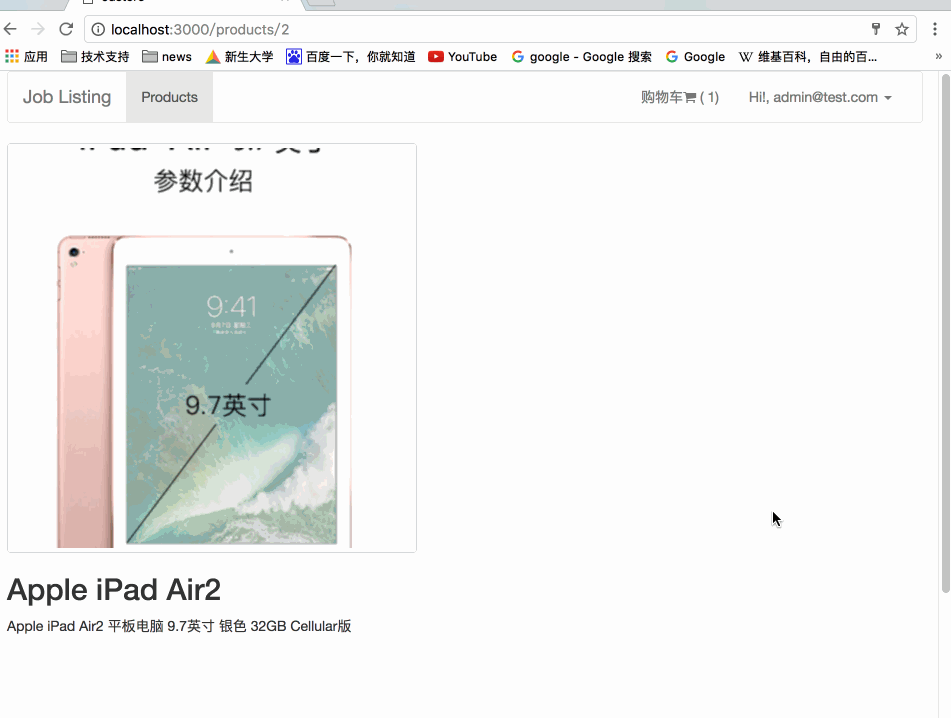 localhost:3000/products/2
应用 技术支持 news 新生大学 百度一下，你就知道 YouTube google - Google 搜索 Google 维基百科，自由的百... »
Job Listing Products 购物车 ( 1) Hi!, admin@test.com
参数介绍
9:41
9.7英寸
Apple iPad Air2
Apple iPad Air2 平板电脑 9.7英寸 银色 32GB Cellular版